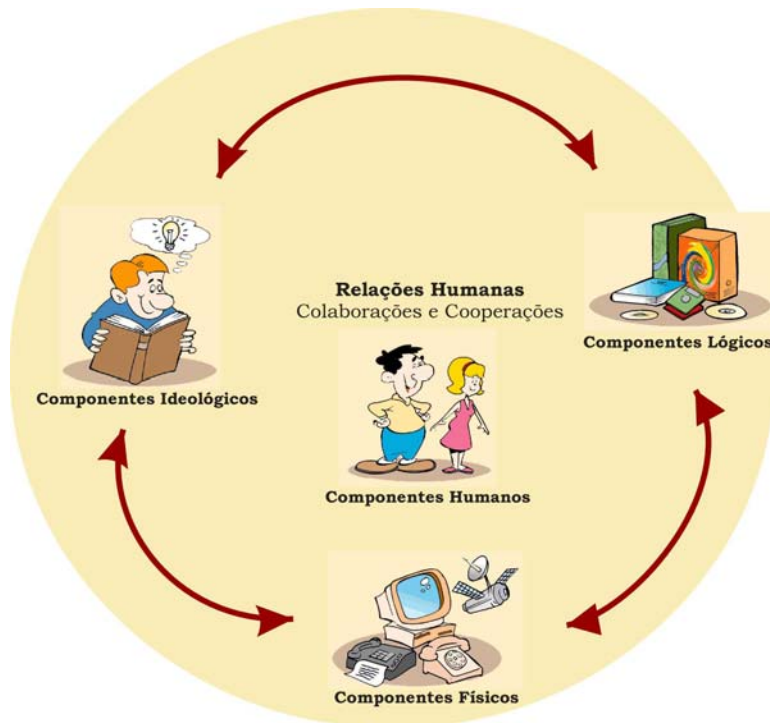 Relações Humanas
Colaborações e Cooperações
Componentes Lógicos
Componentes Ideológicos
Componentes Humanos
Componentes Físicos